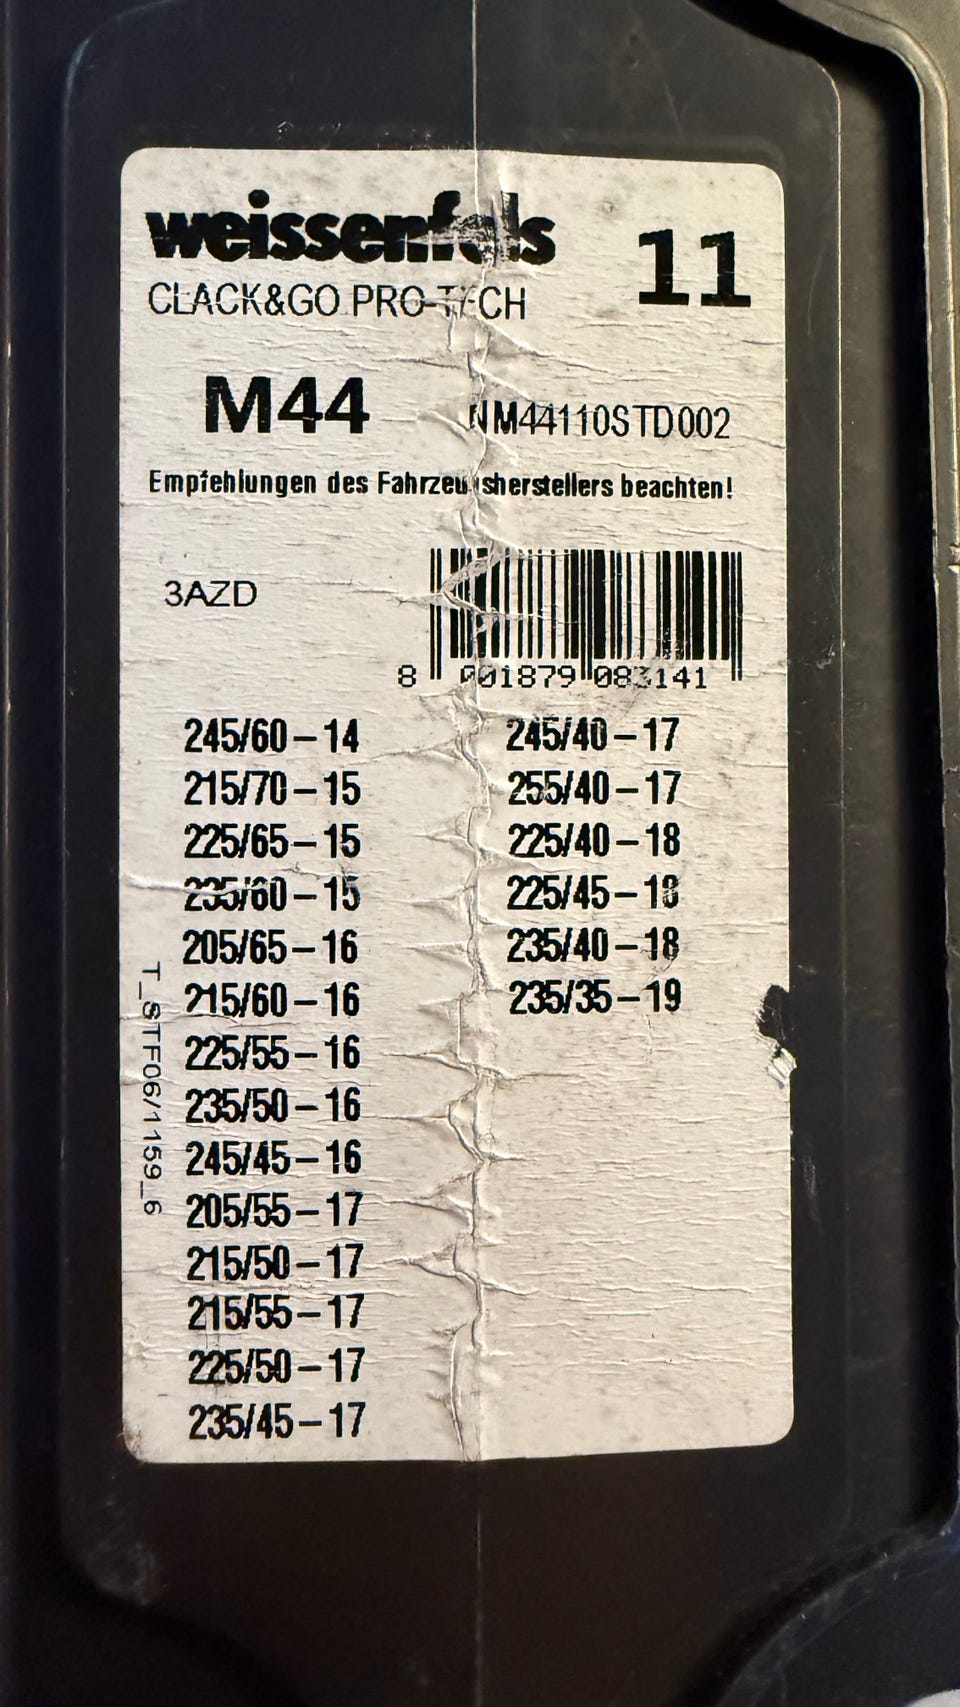 weissenfels
11
CLACK&GO PRO-TECH
M44
NM44110STD002
Empfehlungen des Fahrzeugsherstellers beachten!
3AZD
8 001879 083141
245/60-14
215/70-15
225/65-15
235/60-15
205/65-16
215/60-16
225/55-16
235/50-16
245/45-16
205/55-17
215/50-17
215/55-17
225/50-17
235/45-17
245/40-17
255/40-17
225/40-18
225/45-18
235/40-18
235/35-19
T_STF06/1159_6